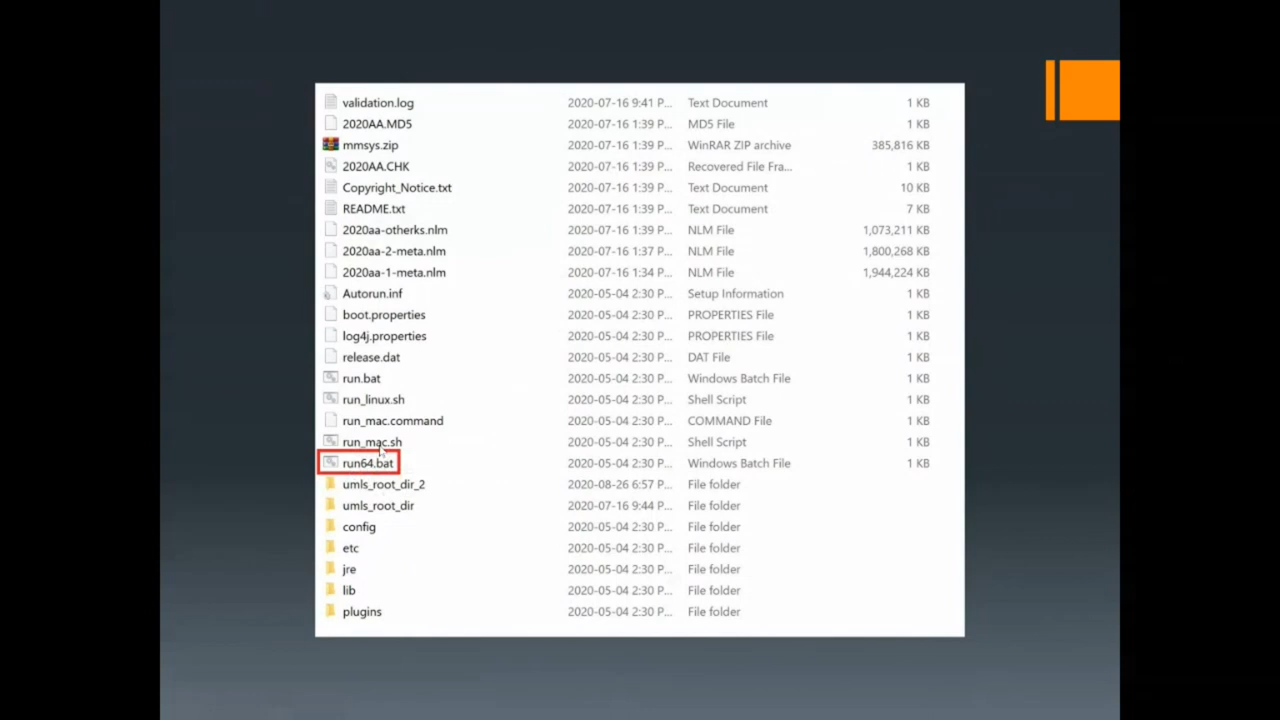 validation.log 2020-07-16 9:41 P... Text Document 1 KB
2020AA.MD5 2020-07-16 1:39 P... MD5 File 1 KB
mmsys.zip 2020-07-16 1:39 P... WinRAR ZIP archive 385,816 KB
2020AA.CHK 2020-07-16 1:39 P... Recovered File Fra... 1 KB
Copyright_Notice.txt 2020-07-16 1:39 P... Text Document 10 KB
README.txt 2020-07-16 1:39 P... Text Document 7 KB
2020aa-otherks.nlm 2020-07-16 1:39 P... NLM File 1,073,211 KB
2020aa-2-meta.nlm 2020-07-16 1:37 P... NLM File 1,800,268 KB
2020aa-1-meta.nlm 2020-07-16 1:34 P... NLM File 1,944,224 KB
Autorun.inf 2020-05-04 2:30 P... Setup Information 1 KB
boot.properties 2020-05-04 2:30 P... PROPERTIES File 1 KB
log4j.properties 2020-05-04 2:30 P... PROPERTIES File 1 KB
release.dat 2020-05-04 2:30 P... DAT File 1 KB
run.bat 2020-05-04 2:30 P... Windows Batch File 1 KB
run_linux.sh 2020-05-04 2:30 P... Shell Script 1 KB
run_mac.command 2020-05-04 2:30 P... COMMAND File 1 KB
run_mac.sh 2020-05-04 2:30 P... Shell Script 1 KB
run64.bat 2020-05-04 2:30 P... Windows Batch File 1 KB
umls_root_dir_2 2020-08-26 6:57 P... File folder
umls_root_dir 2020-07-16 9:44 P... File folder
config 2020-05-04 2:30 P... File folder
etc 2020-05-04 2:30 P... File folder
jre 2020-05-04 2:30 P... File folder
lib 2020-05-04 2:30 P... File folder
plugins 2020-05-04 2:30 P... File folder